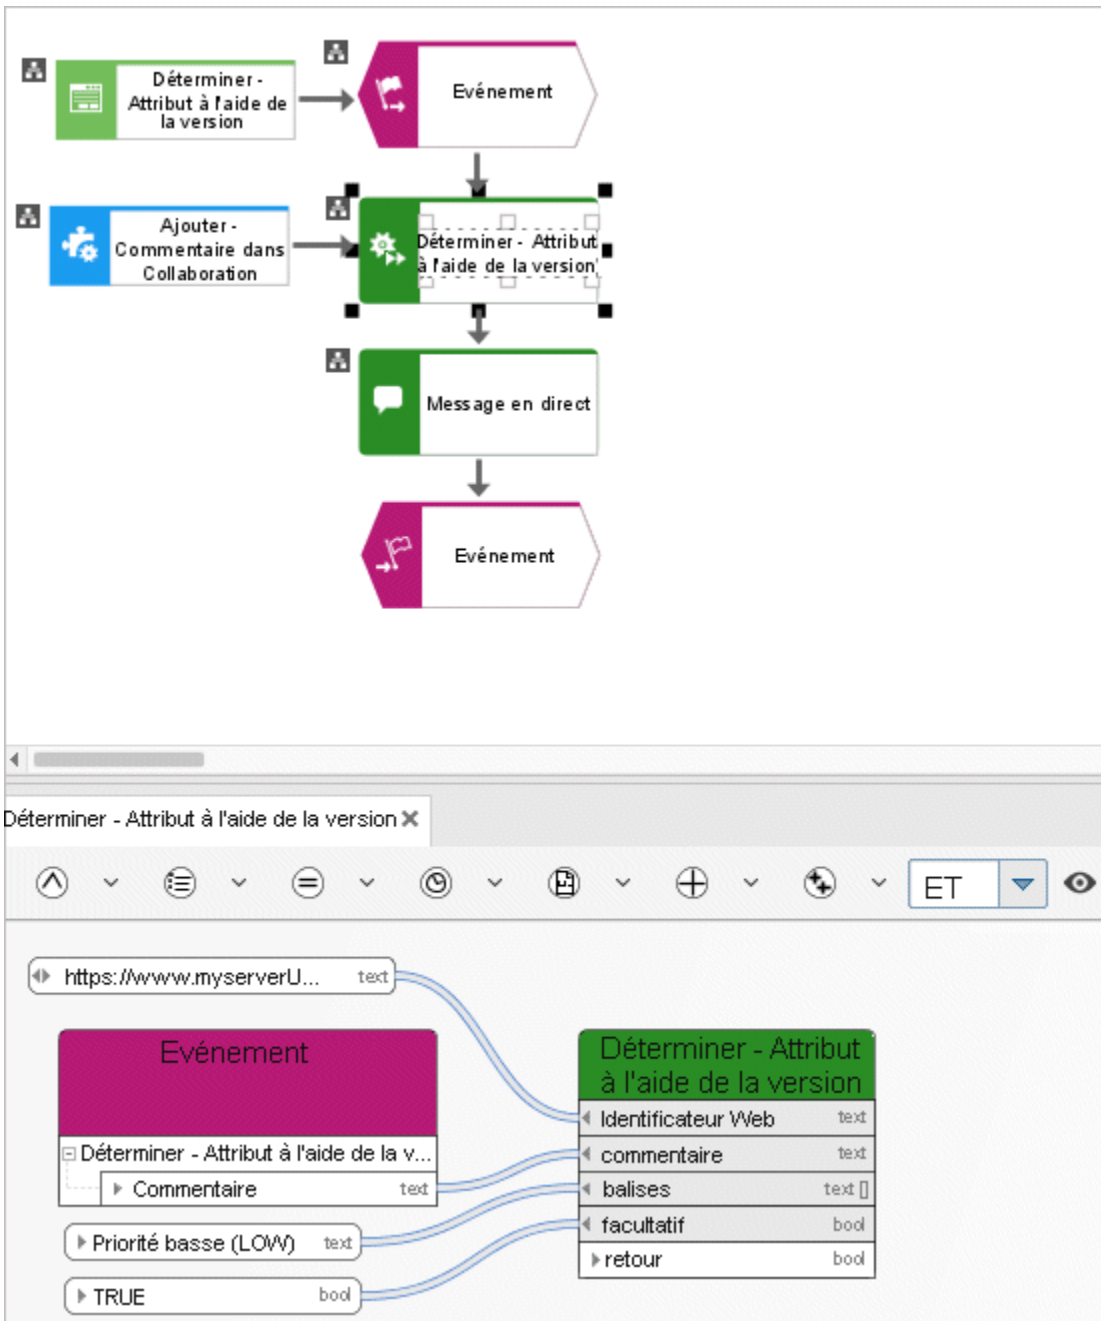 Déterminer -
Attribut à l'aide de
la version
Evénement
Ajouter -
Commentaire dans
Collaboration
Déterminer - Attribut
à l'aide de la version
Message en direct
Evénement
Déterminer - Attribut à l'aide de la version
ET
https://www.myserverU... text
Evénement
Déterminer - Attribut à l'aide de la v...
Commentaire text
Priorité basse (LOW) text
TRUE bool
Déterminer - Attribut
à l'aide de la version
Identificateur Web text
commentaire text
balises text []
facultatif bool
retour bool